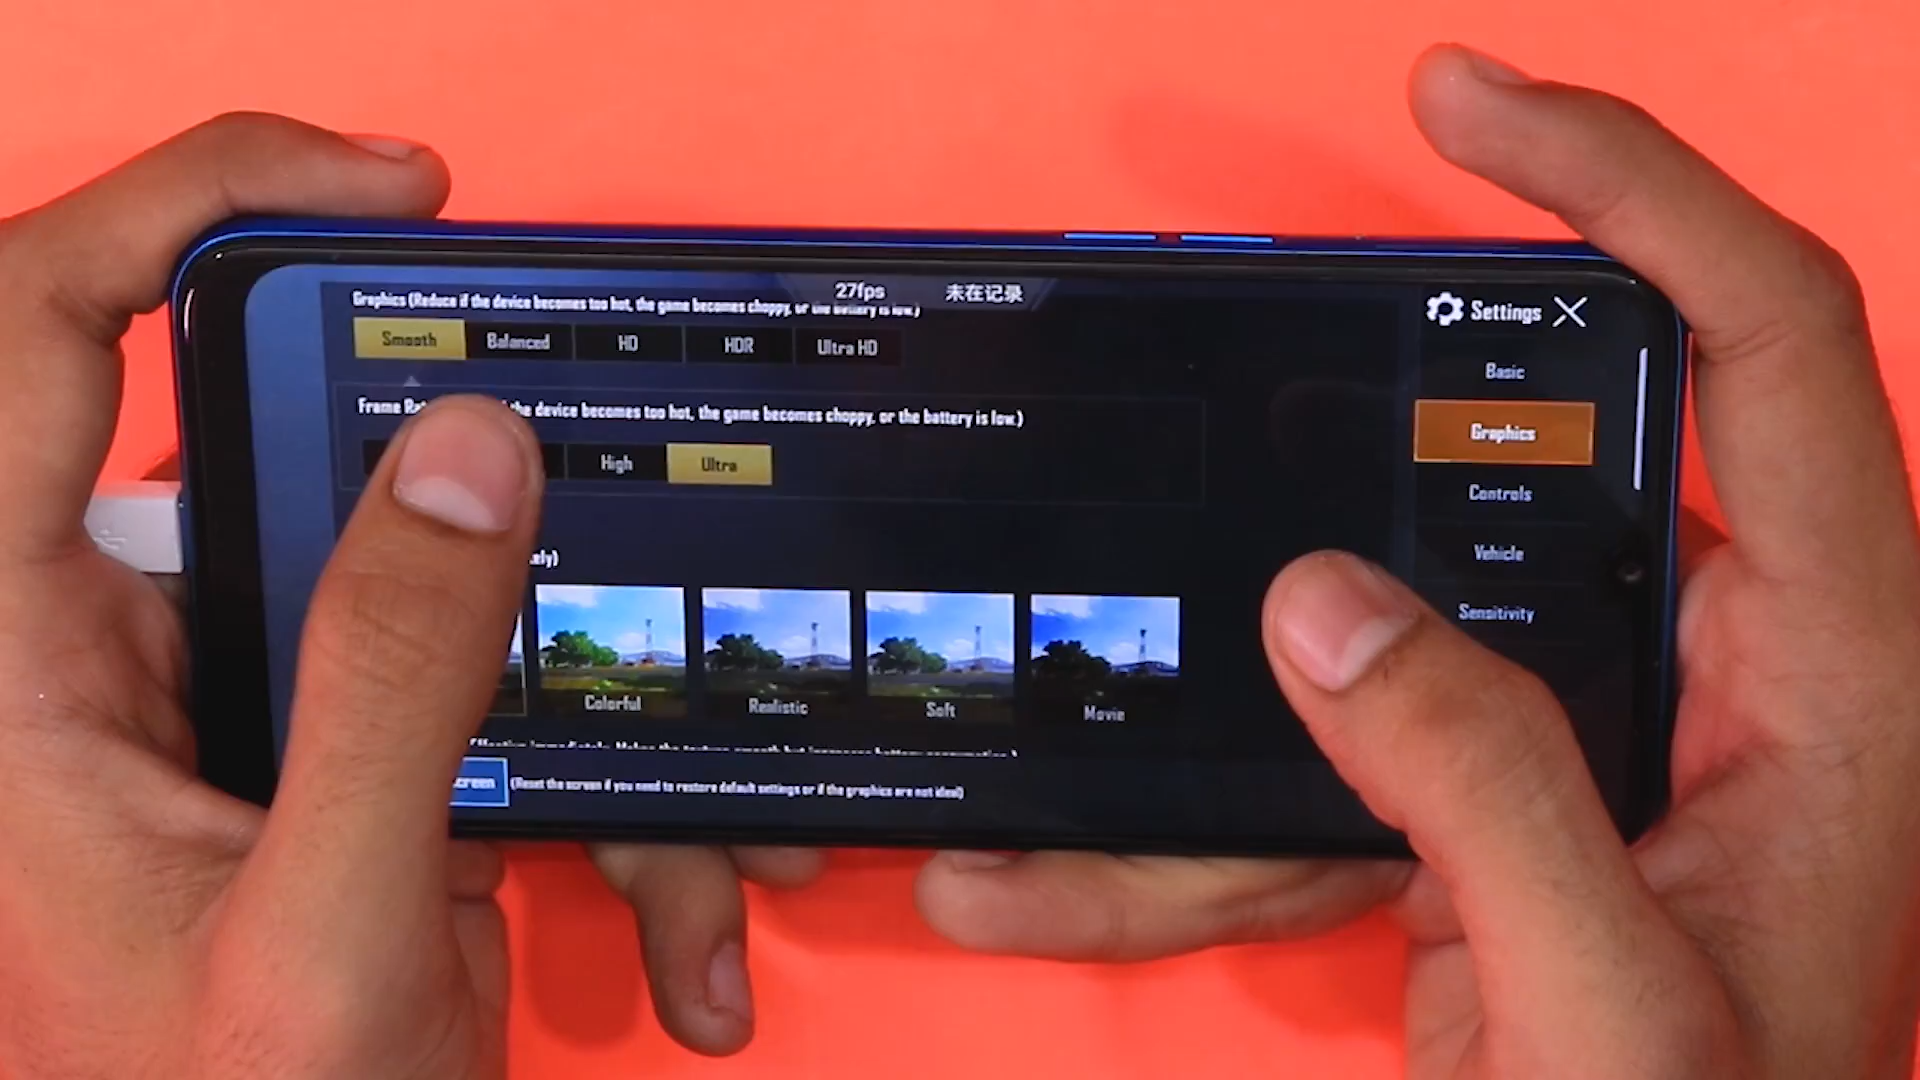 27fps 未在记录
Graphics (Reduce if the device becomes too hot, the game becomes choppy, or the battery is low.)
Smooth Balanced HD HDR Ultra HD
Frame the device becomes too hot, the game becomes choppy, or the battery is low.)
High Ultra
Colorful Realistic Soft Movie
(Reset the screen if you need to restore default settings or if the graphics are not ideal)
Settings
Basic
Graphics
Controls
Vehicle
Sensitivity